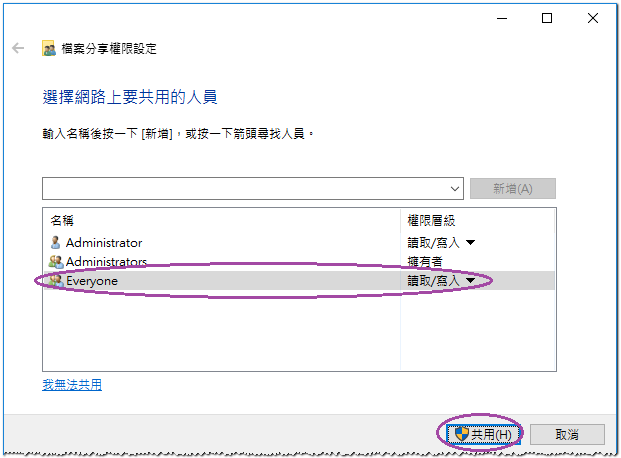 檔案分享權限設定
選擇網路上要共用的人員
輸入名稱後按一下 [新增]，或按一下箭頭尋找人員。
新增(A)
名稱 權限層級
Administrator 讀取/寫入
Administrators 擁有者
Everyone 讀取/寫入
我無法共用
共用(H) 取消